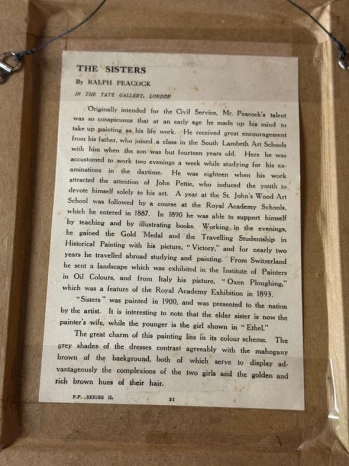 THE SISTERS
By RALPH PEACOCK
IN THE TATE GALLERY, LONDON
Originally intended for the Civil Service, Mr. Peacock's talent
was so conspicuous that at an early age he made up his mind to
take up painting as his life work. He received great encouragement
from his father, who joined a class in the South Lambeth Art Schools
with him when the son was but fourteen years old. Here he was
accustomed to work two evenings a week while studying for his ex-
aminations in the daytime. He was eighteen when his work
attracted the attention of John Pettie, who induced the youth to
devote himself solely to his art. A year at the St. John's Wood Art
School was followed by a course at the Royal Academy Schools,
which he entered in 1887. In 1890 he was able to support himself
by teaching and by illustrating books. Working, in the evenings,
he gained the Gold Medal and the Travelling Studentship in
Historical Painting with his picture, "Victory," and for nearly two
years he travelled abroad studying and painting. From Switzerland
he sent a landscape which was exhibited in the Institute of Painters
in Oil Colours, and from Italy his picture, "Oxen Ploughing,"
which was a feature of the Royal Academy Exhibition in 1893.
"Sisters" was painted in 1900, and was presented to the nation
by the artist. It is interesting to note that the elder sister is now the
painter's wife, while the younger is the girl shown in "Ethel."
The great charm of this painting lies in its colour scheme. The
grey shades of the dresses contrast agreeably with the mahogany
brown of the background, both of which serve to display ad-
vantageously the complexions of the two girls and the golden and
rich brown hues of their hair.
P.P.—SERIES II. 21